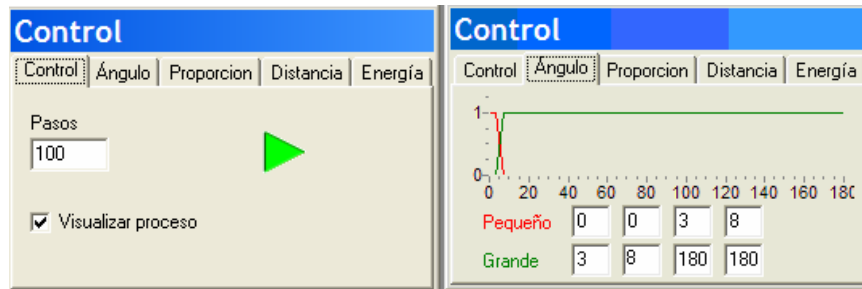 Control
Control Ángulo Proporcion Distancia Energía
Pasos
100
Visualizar proceso
Control
Control Ángulo Proporcion Distancia Energía
1
0
0 20 40 60 80 100 120 140 160 180
Pequeño 0 0 3 8
Grande 3 8 180 180